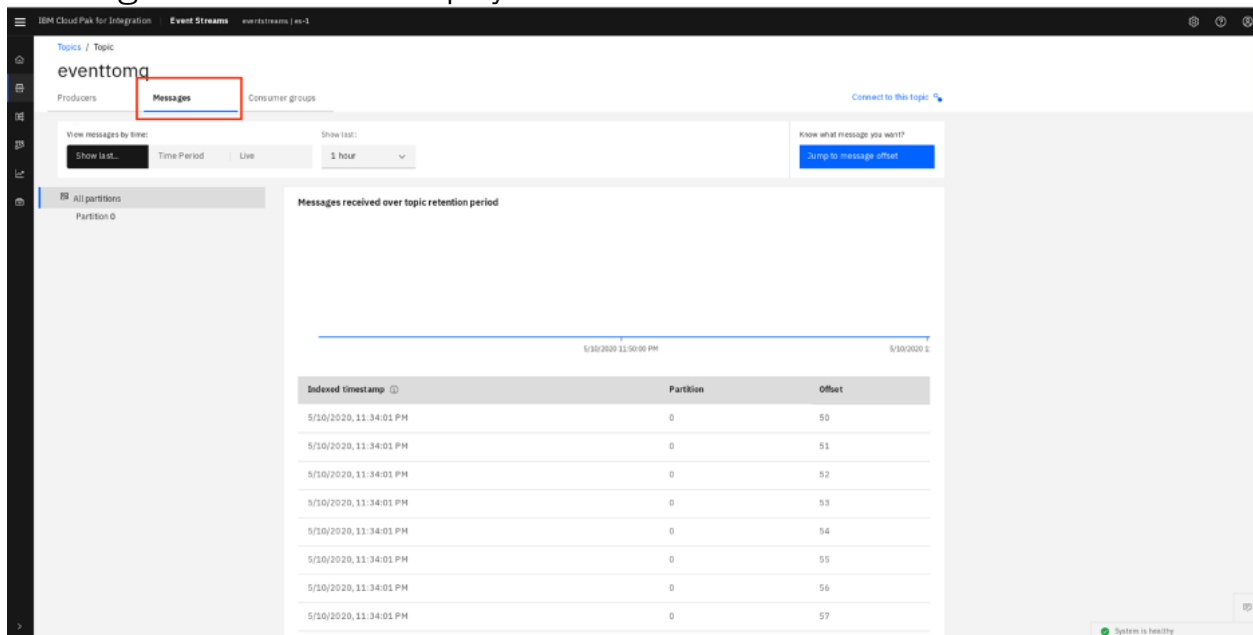 IBM Cloud Pak for Integration Event Streams eventstreams | es-1
Topics / Topic
eventtomq
Producers Messages Consumer groups Connect to this topic
View messages by time: Show last: Know what message you want?
Show last... Time Period Live 1 hour Jump to message offset
All partitions
Partition 0
Messages received over topic retention period
5/10/2020 11:50:00 PM 5/10/2020 1:
Indexed timestamp Partition Offset
5/10/2020, 11:34:01 PM 0 50
5/10/2020, 11:34:01 PM 0 51
5/10/2020, 11:34:01 PM 0 52
5/10/2020, 11:34:01 PM 0 53
5/10/2020, 11:34:01 PM 0 54
5/10/2020, 11:34:01 PM 0 55
5/10/2020, 11:34:01 PM 0 56
5/10/2020, 11:34:01 PM 0 57
System is healthy